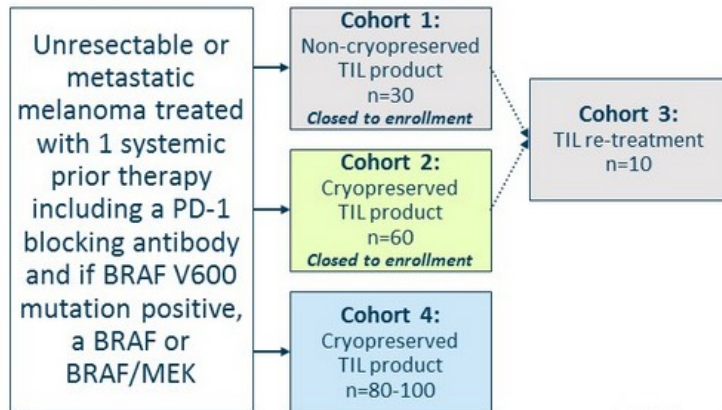 Unresectable or
metastatic
melanoma treated
with 1 systemic
prior therapy
including a PD-1
blocking antibody
and if BRAF V600
mutation positive,
a BRAF or
BRAF/MEK
Cohort 1:
Non-cryopreserved
TIL product
n=30
Closed to enrollment
Cohort 2:
Cryopreserved
TIL product
n=60
Closed to enrollment
Cohort 4:
Cryopreserved
TIL product
n=80-100
Cohort 3:
TIL re-treatment
n=10